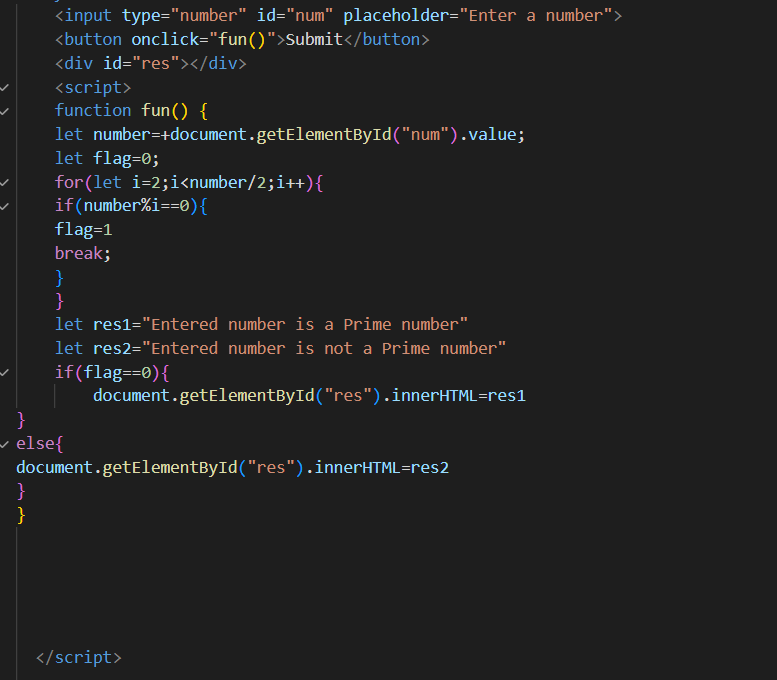 <input type="number" id="num" placeholder="Enter a number">
<button onclick="fun()">Submit</button>
<div id="res"></div>
<script>
function fun() {
let number=+document.getElementById("num").value;
let flag=0;
for(let i=2;i<number/2;i++){
if(number%i==0){
flag=1
break;
}
}
let res1="Entered number is a Prime number"
let res2="Entered number is not a Prime number"
if(flag==0){
document.getElementById("res").innerHTML=res1
}
else{
document.getElementById("res").innerHTML=res2
}
}
</script>